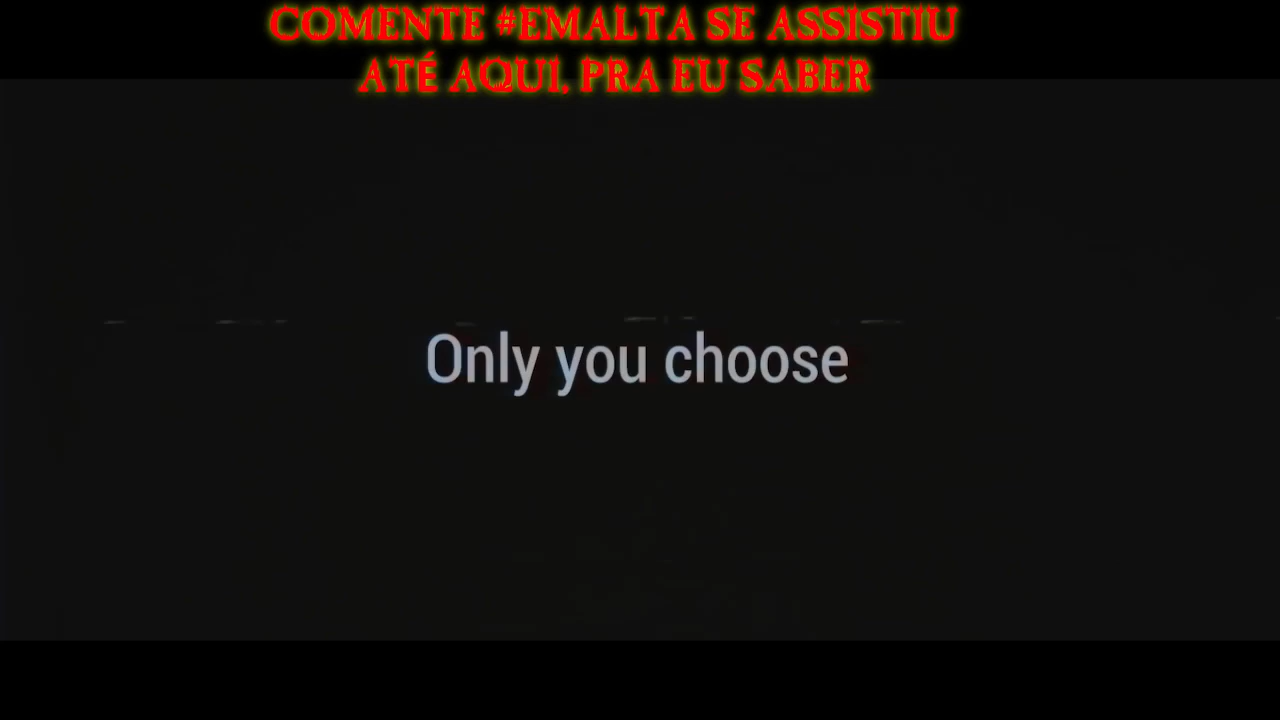 COMENTE #EMALTA SE ASSISTIU
ATÉ AQUI, PRA EU SABER
Only you choose